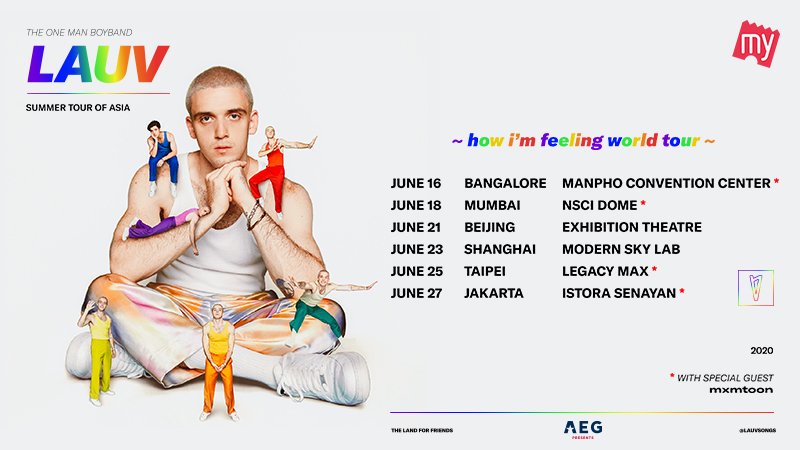 THE ONE MAN BOYBAND
LAUV
SUMMER TOUR OF ASIA
my
~ how i'm feeling world tour ~
JUNE 16 BANGALORE MANPHO CONVENTION CENTER *
JUNE 18 MUMBAI NSCI DOME *
JUNE 21 BEIJING EXHIBITION THEATRE
JUNE 23 SHANGHAI MODERN SKY LAB
JUNE 25 TAIPEI LEGACY MAX *
JUNE 27 JAKARTA ISTORA SENAYAN *
2020
* WITH SPECIAL GUEST
mxmtoon
THE LAND FOR FRIENDS
AEG
PRESENTS
@LAUVSONGS